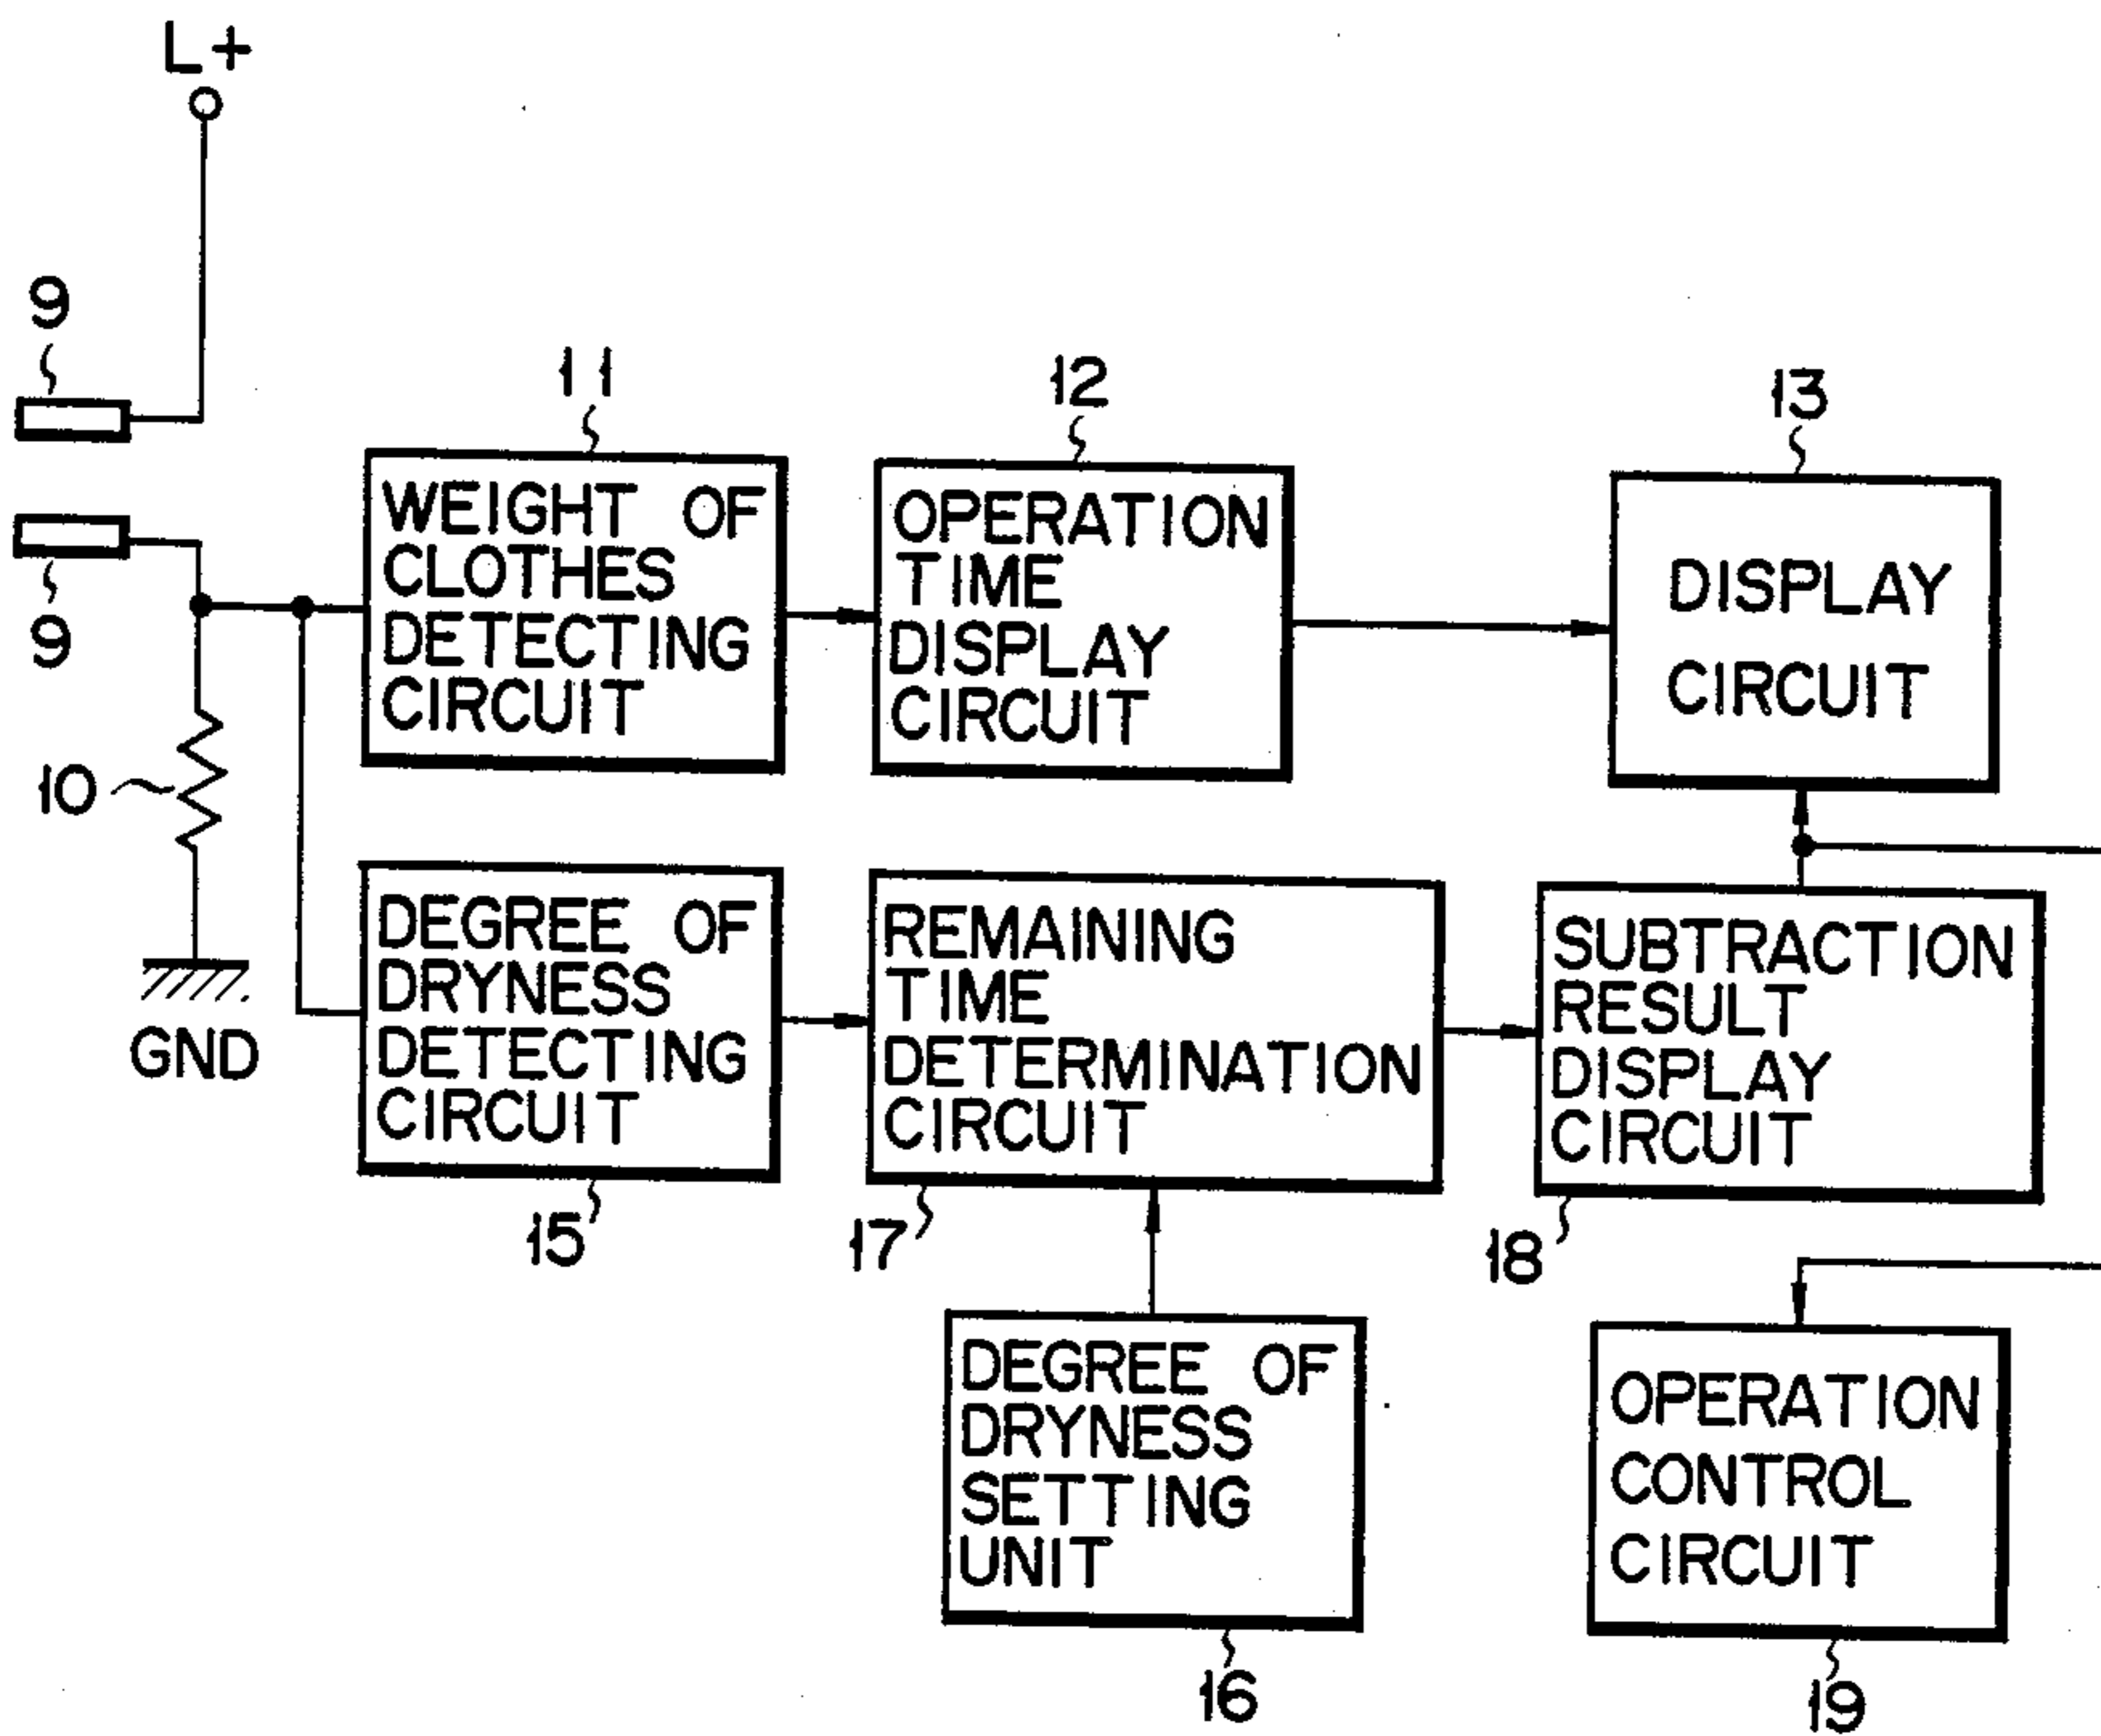 L+
9
9
10
GND
11
WEIGHT OF
CLOTHES
DETECTING
CIRCUIT
12
OPERATION
TIME
DISPLAY
CIRCUIT
13
DISPLAY
CIRCUIT
DEGREE OF
DRYNESS
DETECTING
CIRCUIT
15
REMAINING
TIME
DETERMINATION
CIRCUIT
17
SUBTRACTION
RESULT
DISPLAY
CIRCUIT
18
DEGREE OF
DRYNESS
SETTING
UNIT
16
OPERATION
CONTROL
CIRCUIT
19